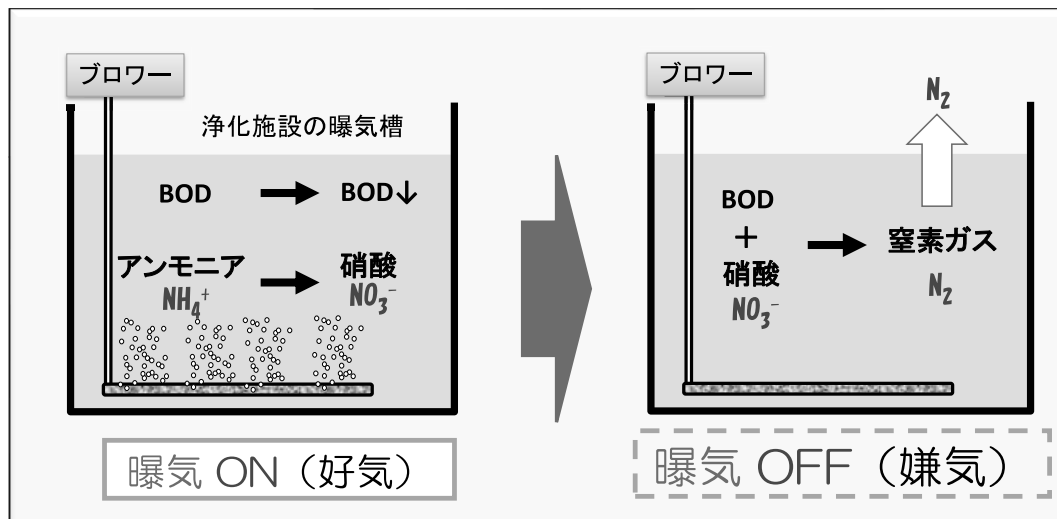 ブロワー
浄化施設の曝気槽
BOD
BOD↓
アンモニア
NH₄⁺
硝酸
NO₃⁻
曝気 ON（好気）
ブロワー
N₂
BOD
＋
硝酸
NO₃⁻
窒素ガス
N₂
曝気 OFF（嫌気）